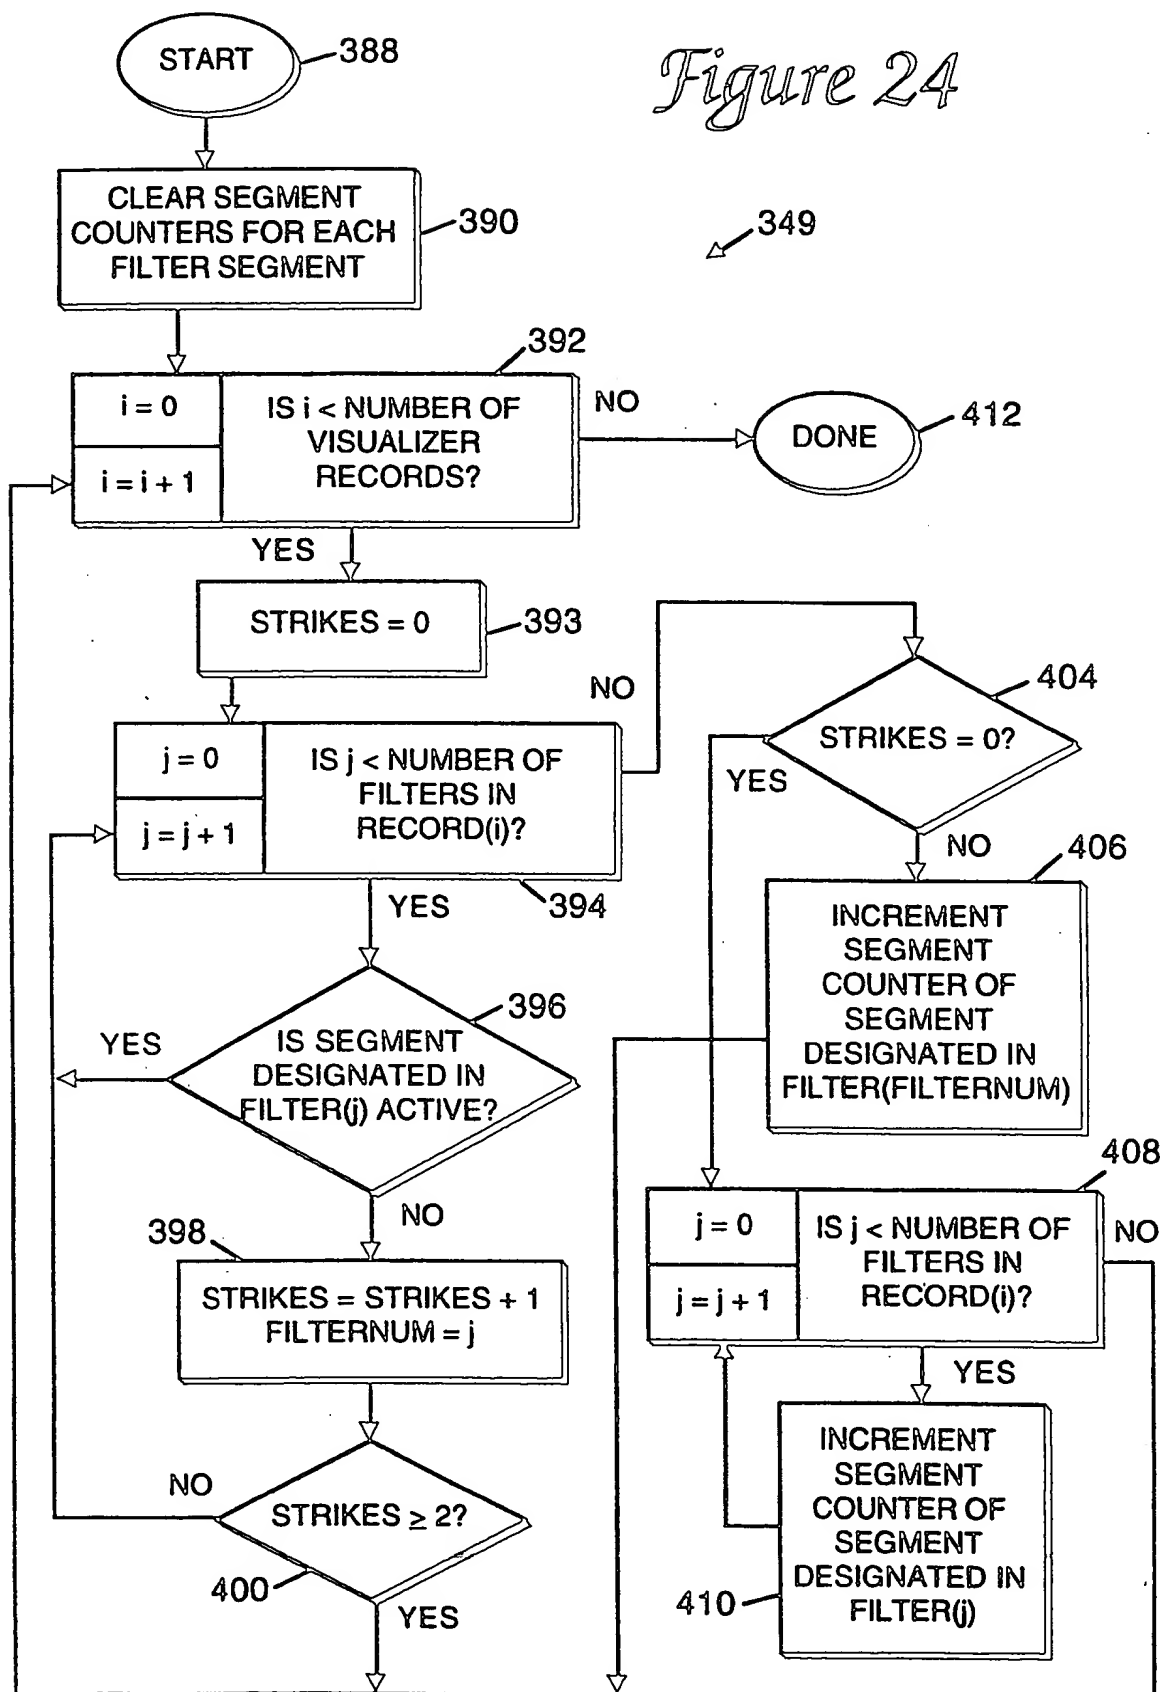 START
388
Figure 24
CLEAR SEGMENT
COUNTERS FOR EACH
FILTER SEGMENT
390
349
392
i = 0
i = i + 1
IS i < NUMBER OF
VISUALIZER
RECORDS?
NO
DONE
412
YES
STRIKES = 0
393
NO
404
STRIKES = 0?
YES
j = 0
j = j + 1
IS j < NUMBER OF
FILTERS IN
RECORD(i)?
394
YES
NO
406
INCREMENT
SEGMENT
COUNTER OF
SEGMENT
DESIGNATED IN
FILTER(FILTERNUM)
396
YES
IS SEGMENT
DESIGNATED IN
FILTER(j) ACTIVE?
NO
408
j = 0
j = j + 1
IS j < NUMBER OF
FILTERS IN
RECORD(i)?
NO
YES
398
STRIKES = STRIKES + 1
FILTERNUM = j
NO
STRIKES ≥ 2?
400
YES
INCREMENT
SEGMENT
COUNTER OF
SEGMENT
DESIGNATED IN
FILTER(j)
410